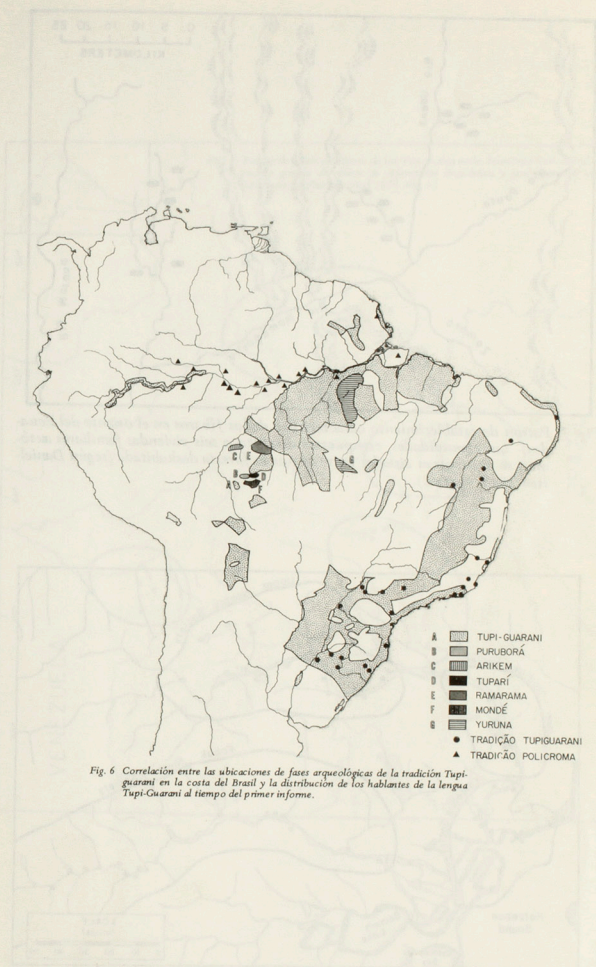 C E
G
B D
A
F
A TUPI-GUARANI
B PURUBORÁ
C ARIKEM
D TUPARÍ
E RAMARAMA
F MONDÉ
G YURUNA
TRADIÇÃO TUPIGUARANI
TRADIÇÃO POLICROMA
Fig. 6 Correlación entre las ubicaciones de fases arqueológicas de la tradición Tupi-
guaraní en la costa del Brasil y la distribución de los hablantes de la lengua
Tupi-Guaraní al tiempo del primer informe.